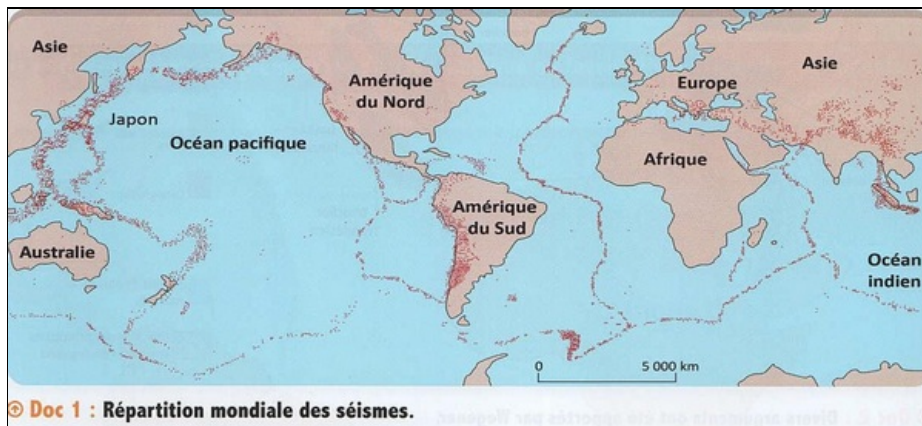 Asie
Japon
Océan pacifique
Amérique
du Nord
Europe
Asie
Afrique
Amérique
du Sud
Australie
Océan
indien
0 5 000 km
Doc 1 : Répartition mondiale des séismes.